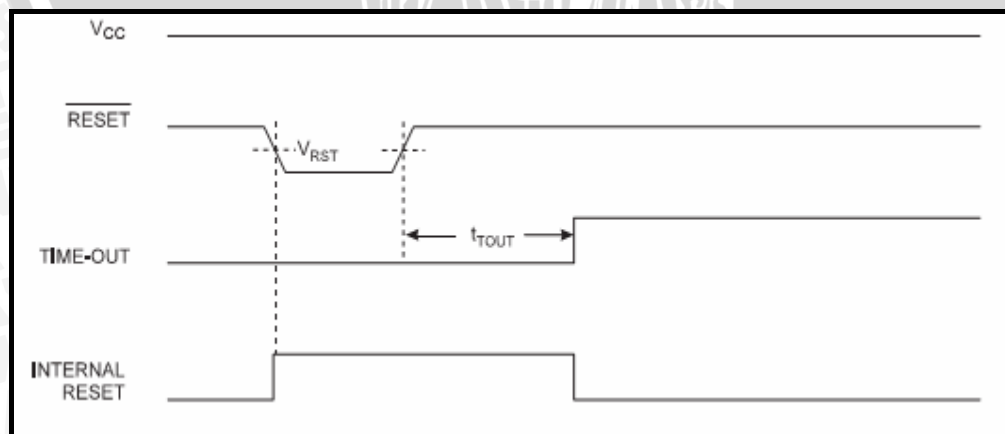 VCC
RESET
VRST
tTOUT
TIME-OUT
INTERNAL
RESET